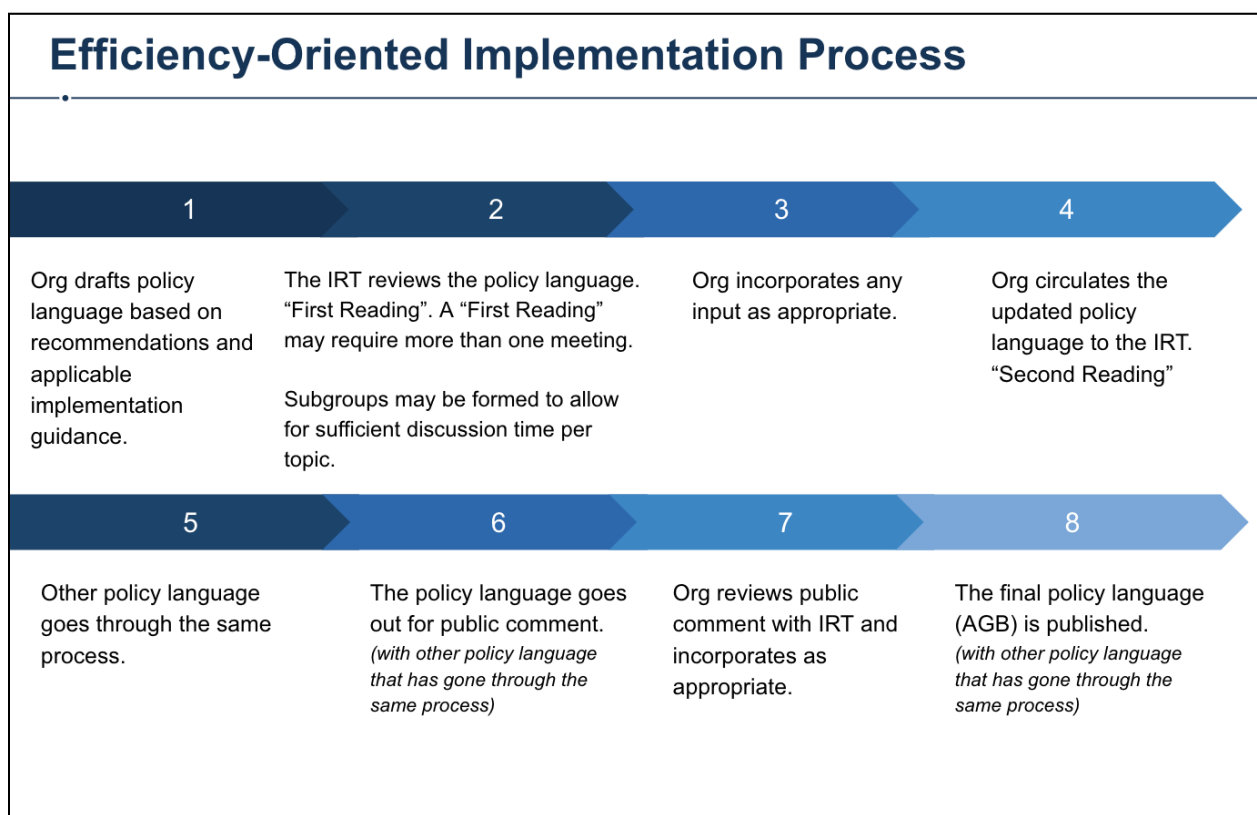 Efficiency-Oriented Implementation Process
1
2
3
4
Org drafts policy
language based on
recommendations and
applicable
implementation
guidance.
The IRT reviews the policy language.
“First Reading”. A “First Reading”
may require more than one meeting.
Subgroups may be formed to allow
for sufficient discussion time per
topic.
Org incorporates any
input as appropriate.
Org circulates the
updated policy
language to the IRT.
“Second Reading”
5
6
7
8
Other policy language
goes through the same
process.
The policy language goes
out for public comment.
(with other policy language
that has gone through the
same process)
Org reviews public
comment with IRT and
incorporates as
appropriate.
The final policy language
(AGB) is published.
(with other policy language
that has gone through the
same process)